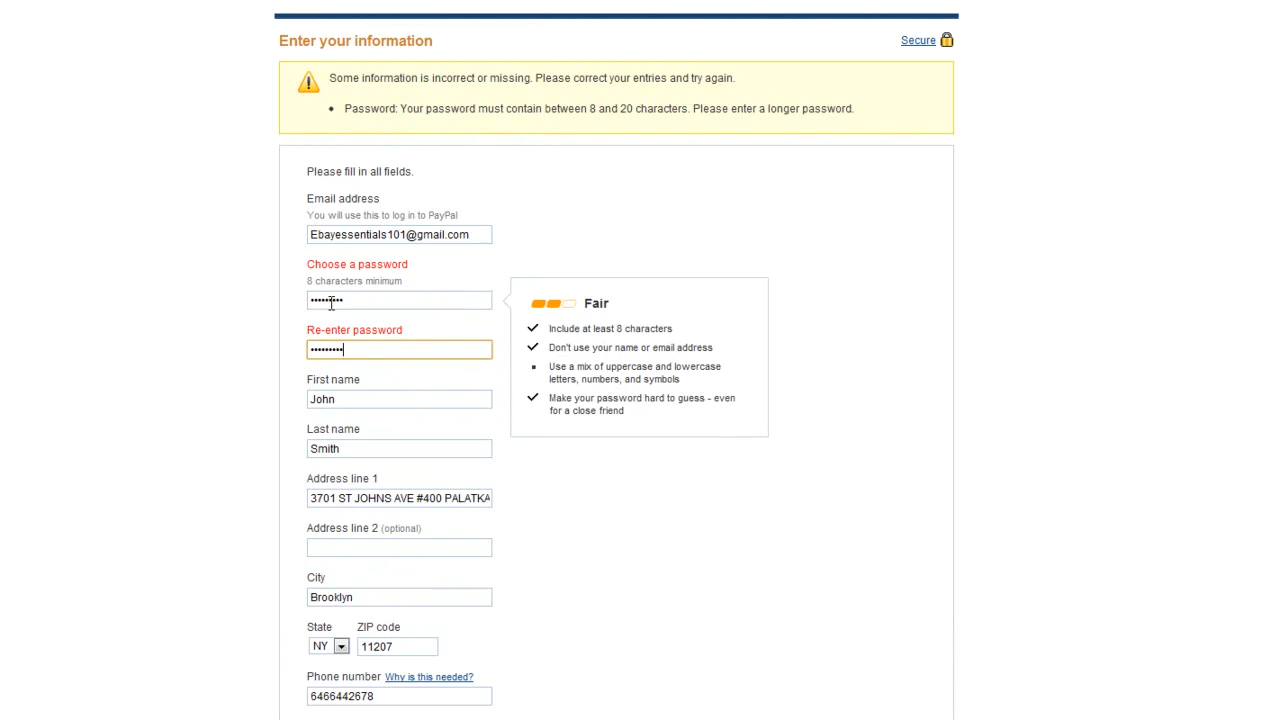 Enter your information
Secure
Some information is incorrect or missing. Please correct your entries and try again.
• Password: Your password must contain between 8 and 20 characters. Please enter a longer password.
Please fill in all fields.
Email address
You will use this to log in to PayPal
Ebayessentials101@gmail.com
Choose a password
8 characters minimum
•••••••••
Re-enter password
•••••••••
Fair
Include at least 8 characters
Don't use your name or email address
Use a mix of uppercase and lowercase
letters, numbers, and symbols
Make your password hard to guess - even
for a close friend
First name
John
Last name
Smith
Address line 1
3701 ST JOHNS AVE #400 PALATKA
Address line 2 (optional)
City
Brooklyn
State ZIP code
NY 11207
Phone number Why is this needed?
6466442678